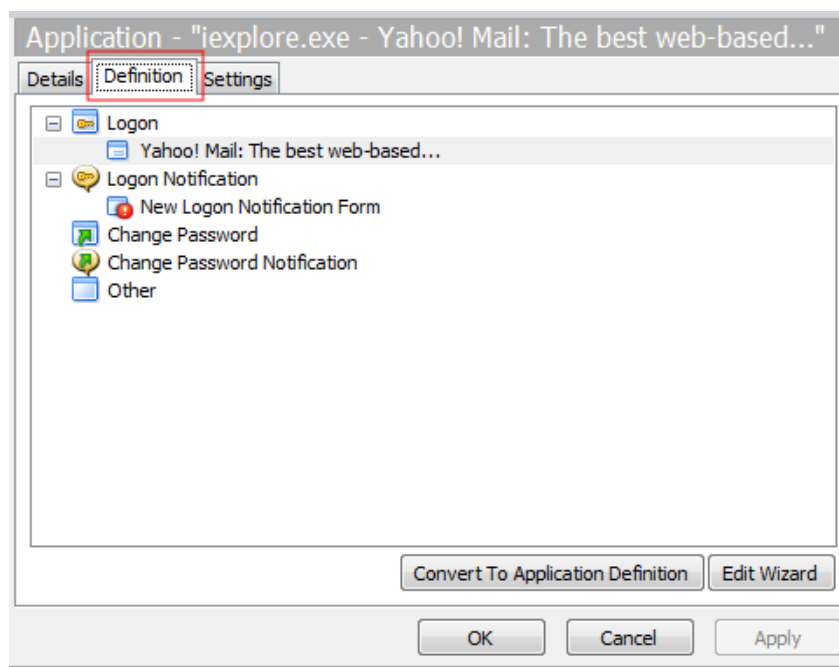 Application - "iexplore.exe - Yahoo! Mail: The best web-based..."
Details Definition Settings
Logon
Yahoo! Mail: The best web-based...
Logon Notification
New Logon Notification Form
Change Password
Change Password Notification
Other
Convert To Application Definition Edit Wizard
OK Cancel Apply